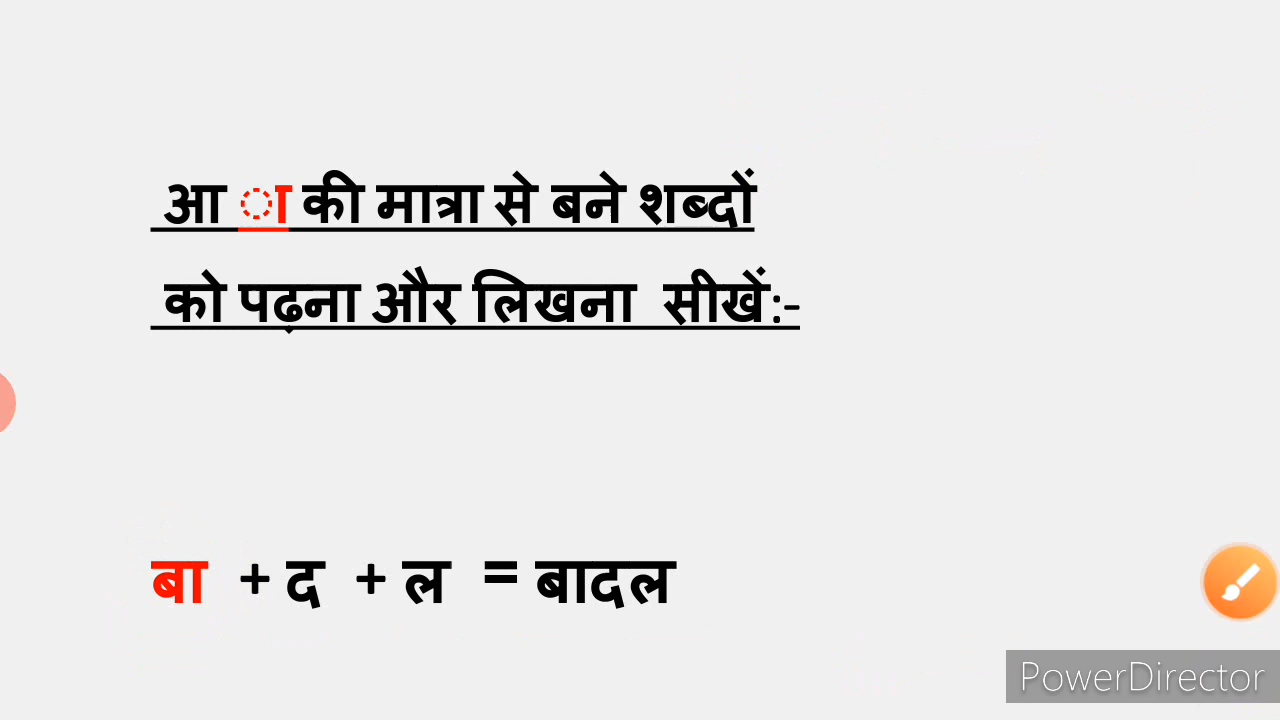 आ ा की मात्रा से बने शब्दों
को पढ़ना और लिखना सीखें:-
बा + द + ल = बादल
PowerDirector